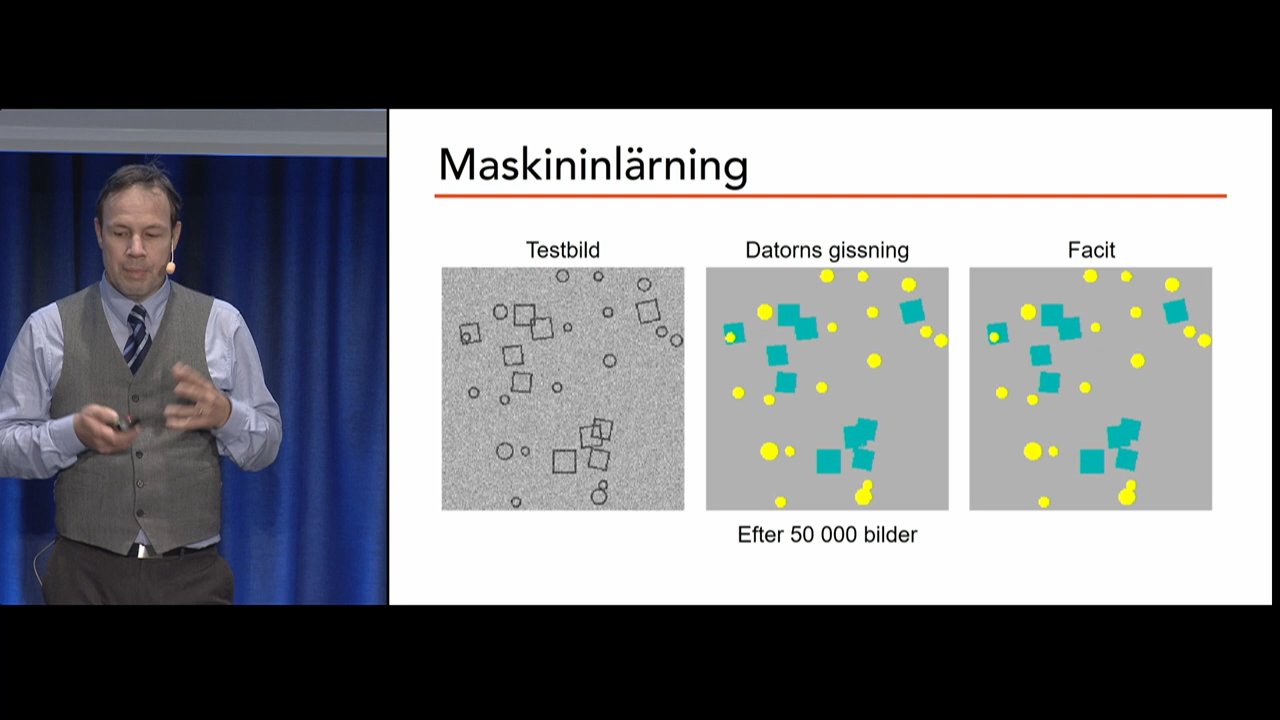 Maskininlärning
Testbild
Datorns gissning
Facit
Efter 50 000 bilder